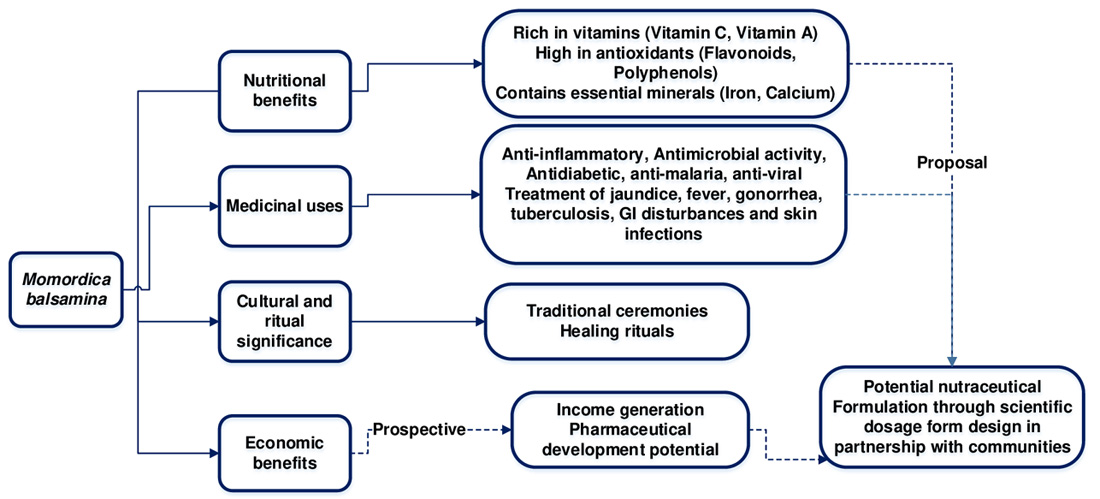 Momordica
balsamina
Nutritional
benefits
Rich in vitamins (Vitamin C, Vitamin A)
High in antioxidants (Flavonoids,
Polyphenols)
Contains essential minerals (Iron, Calcium)
Medicinal uses
Anti-inflammatory, Antimicrobial activity,
Antidiabetic, anti-malaria, anti-viral
Treatment of jaundice, fever, gonorrhea,
tuberculosis, GI disturbances and skin
infections
Proposal
Cultural and
ritual
significance
Traditional ceremonies
Healing rituals
Economic
benefits
Prospective
Income generation
Pharmaceutical
development potential
Potential nutraceutical
Formulation through scientific
dosage form design in
partnership with communities